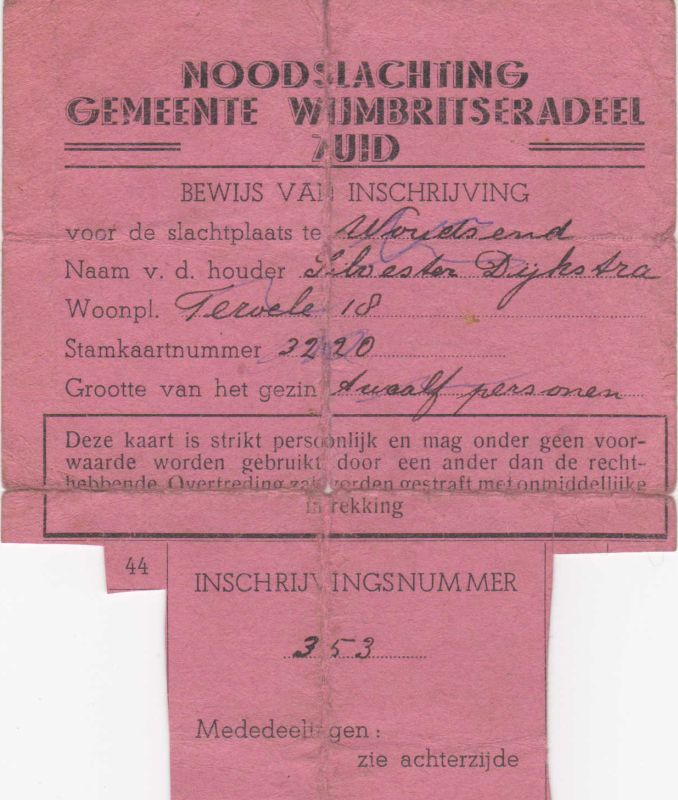 NOODSLACHTING
GEMEENTE WIJMBRITSERADEEL
ZUID
BEWIJS VAN INSCHRIJVING
voor de slachtplaats te Woudsend
Naam v. d. houder Silvester Dijkstra
Woonpl. Tervele 18
Stamkaartnummer 3220
Grootte van het gezin twaalf personen
Deze kaart is strikt persoonlijk en mag onder geen voor-
waarde worden gebruikt door een ander dan de recht-
hebbende. Overtreding zal worden gestraft met onmiddellijke
intrekking
44
INSCHRIJVINGSNUMMER
353
Mededeelingen:
zie achterzijde